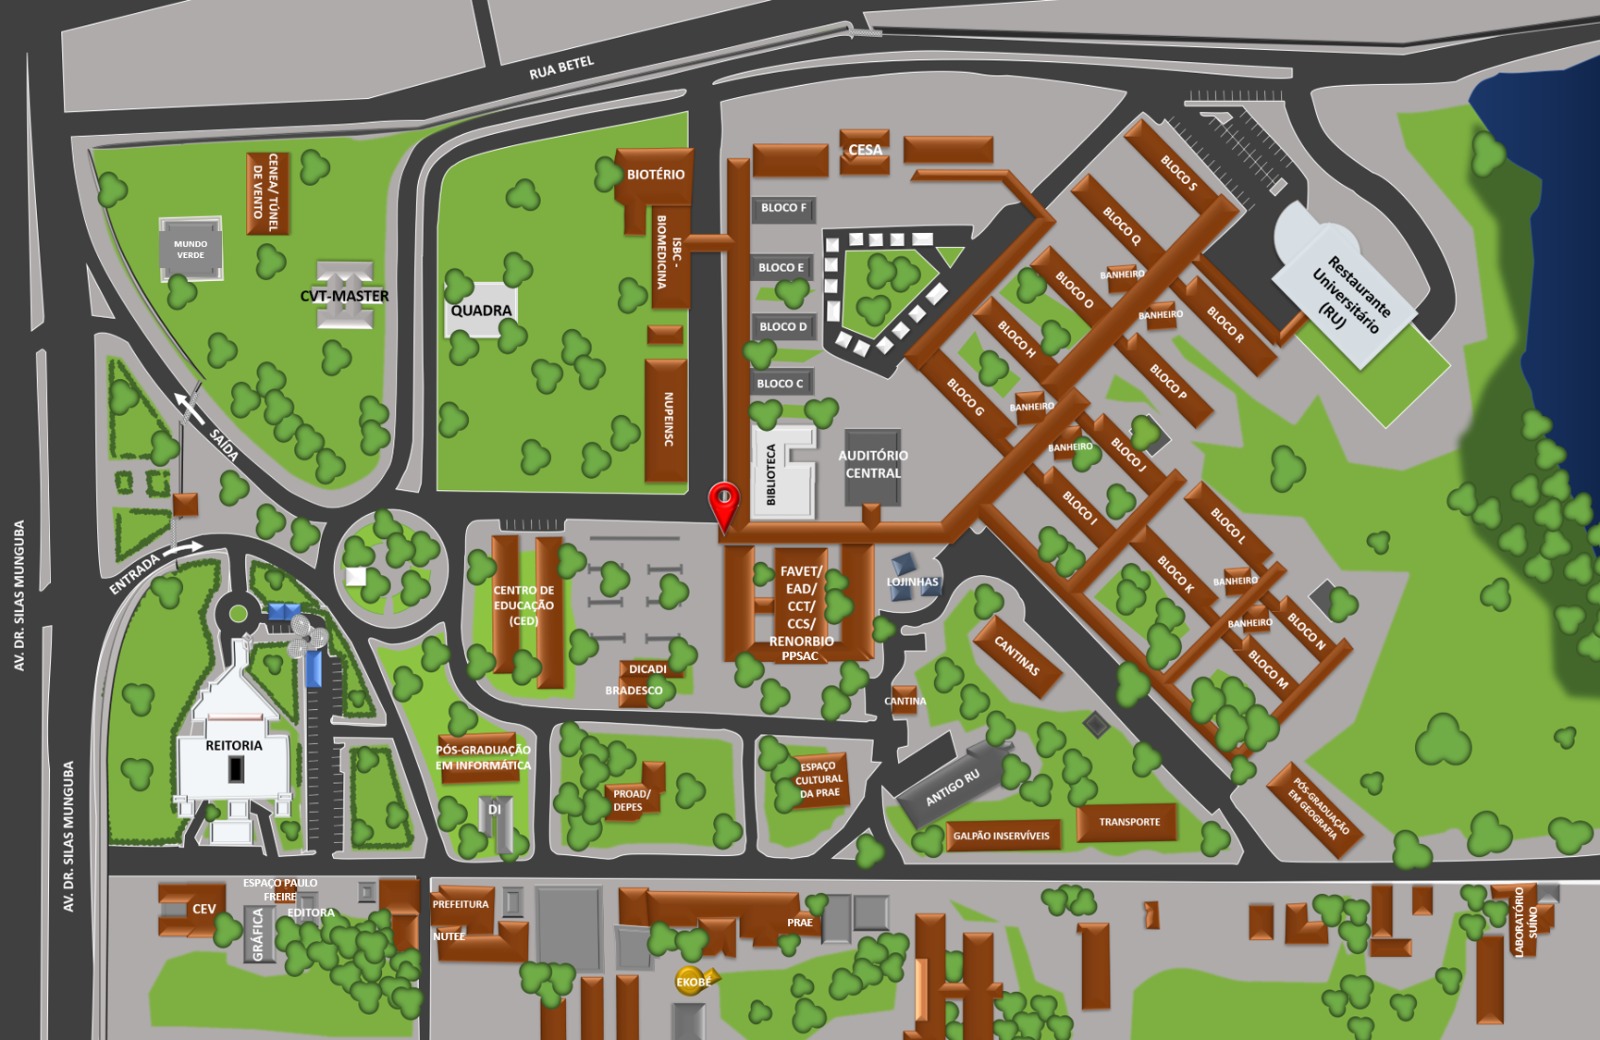 RUA BETEL
CENEA/ TÚNEL
DE VENTO
MUNDO
VERDE
CVT-MASTER
QUADRA
BIOTÉRIO
ISBC -
BIOMEDICINA
NUPEINSC
CESA
BLOCO F
BLOCO E
BLOCO D
BLOCO C
BIBLIOTECA
AUDITÓRIO
CENTRAL
BLOCO S
BLOCO Q
BLOCO O
BLOCO H
BLOCO G
BANHEIRO
BANHEIRO
BANHEIRO
BANHEIRO
BLOCO R
BLOCO P
BLOCO J
BLOCO I
BLOCO L
BLOCO K
BANHEIRO
BANHEIRO
BLOCO N
BLOCO M
Restaurante
Universitário
(RU)
SAÍDA
ENTRADA
AV. DR. SILAS MUNGUBA
AV. DR. SILAS MUNGUBA
REITORIA
CENTRO DE
EDUCAÇÃO
(CED)
FAVET/
EAD/
CCT/
CCS/
RENORBIO
PPSAC
LOJINHAS
DICADI
BRADESCO
CANTINAS
CANTINA
PÓS-GRADUAÇÃO
EM INFORMÁTICA
DI
PROAD/
DEPES
ESPAÇO
CULTURAL
DA PRAE
ANTIGO RU
GALPÃO INSERVÍVEIS
TRANSPORTE
PÓS-GRADUAÇÃO
EM GEOGRAFIA
CEV
ESPAÇO PAULO
FREIRE
EDITORA
GRÁFICA
PREFEITURA
NUTEE
PRAE
EKOBÉ
LABORATÓRIO
SUÍNO